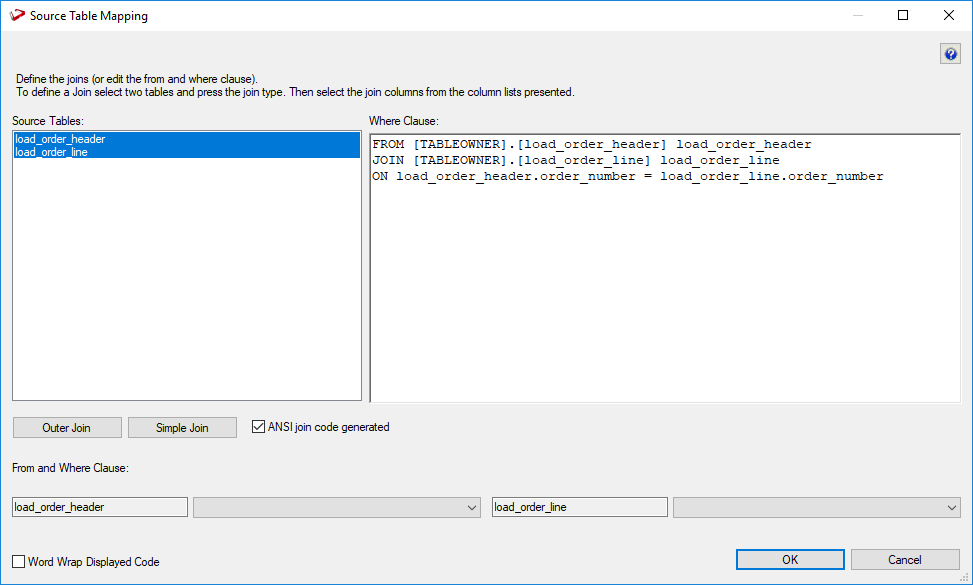 Source Table Mapping
Define the joins (or edit the from and where clause).
To define a Join select two tables and press the join type. Then select the join columns from the column lists presented.
Source Tables:
load_order_header
load_order_line
Where Clause:
FROM [TABLEOWNER].[load_order_header] load_order_header
JOIN [TABLEOWNER].[load_order_line] load_order_line
ON load_order_header.order_number = load_order_line.order_number
Outer Join
Simple Join
ANSI join code generated
From and Where Clause:
load_order_header
load_order_line
Word Wrap Displayed Code
OK
Cancel